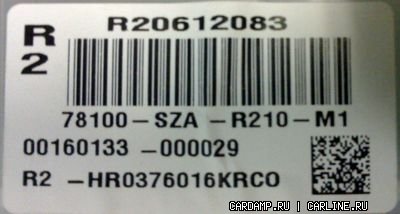 R20612083
R
2
78100-SZA-R210-M1
00160133-000029
R2 -HR0376016KRCO
CARDAMP.RU | CARLINE.RU